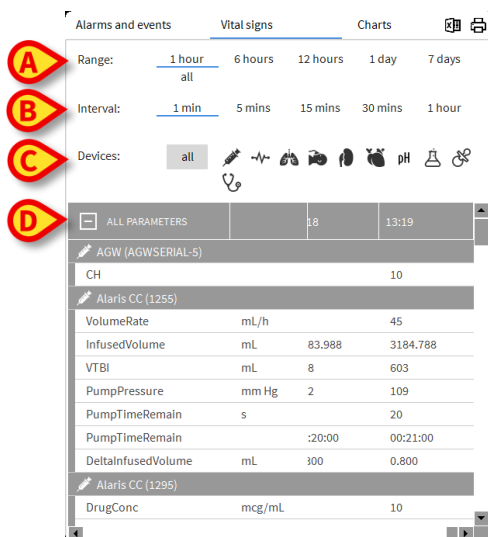 Alarms and events Vital signs Charts
A Range: 1 hour 6 hours 12 hours 1 day 7 days
all
B Interval: 1 min 5 mins 15 mins 30 mins 1 hour
C Devices: all pH
D ALL PARAMETERS 18 13:19
AGW (AGWSERIAL-5)
CH 10
Alaris CC (1255)
VolumeRate mL/h 45
InfusedVolume mL 83.988 3184.788
VTBI mL 8 603
PumpPressure mm Hg 2 109
PumpTimeRemain s 20
PumpTimeRemain :20:00 00:21:00
DeltaInfusedVolume mL 300 0.800
Alaris CC (1295)
DrugConc mcg/mL 10